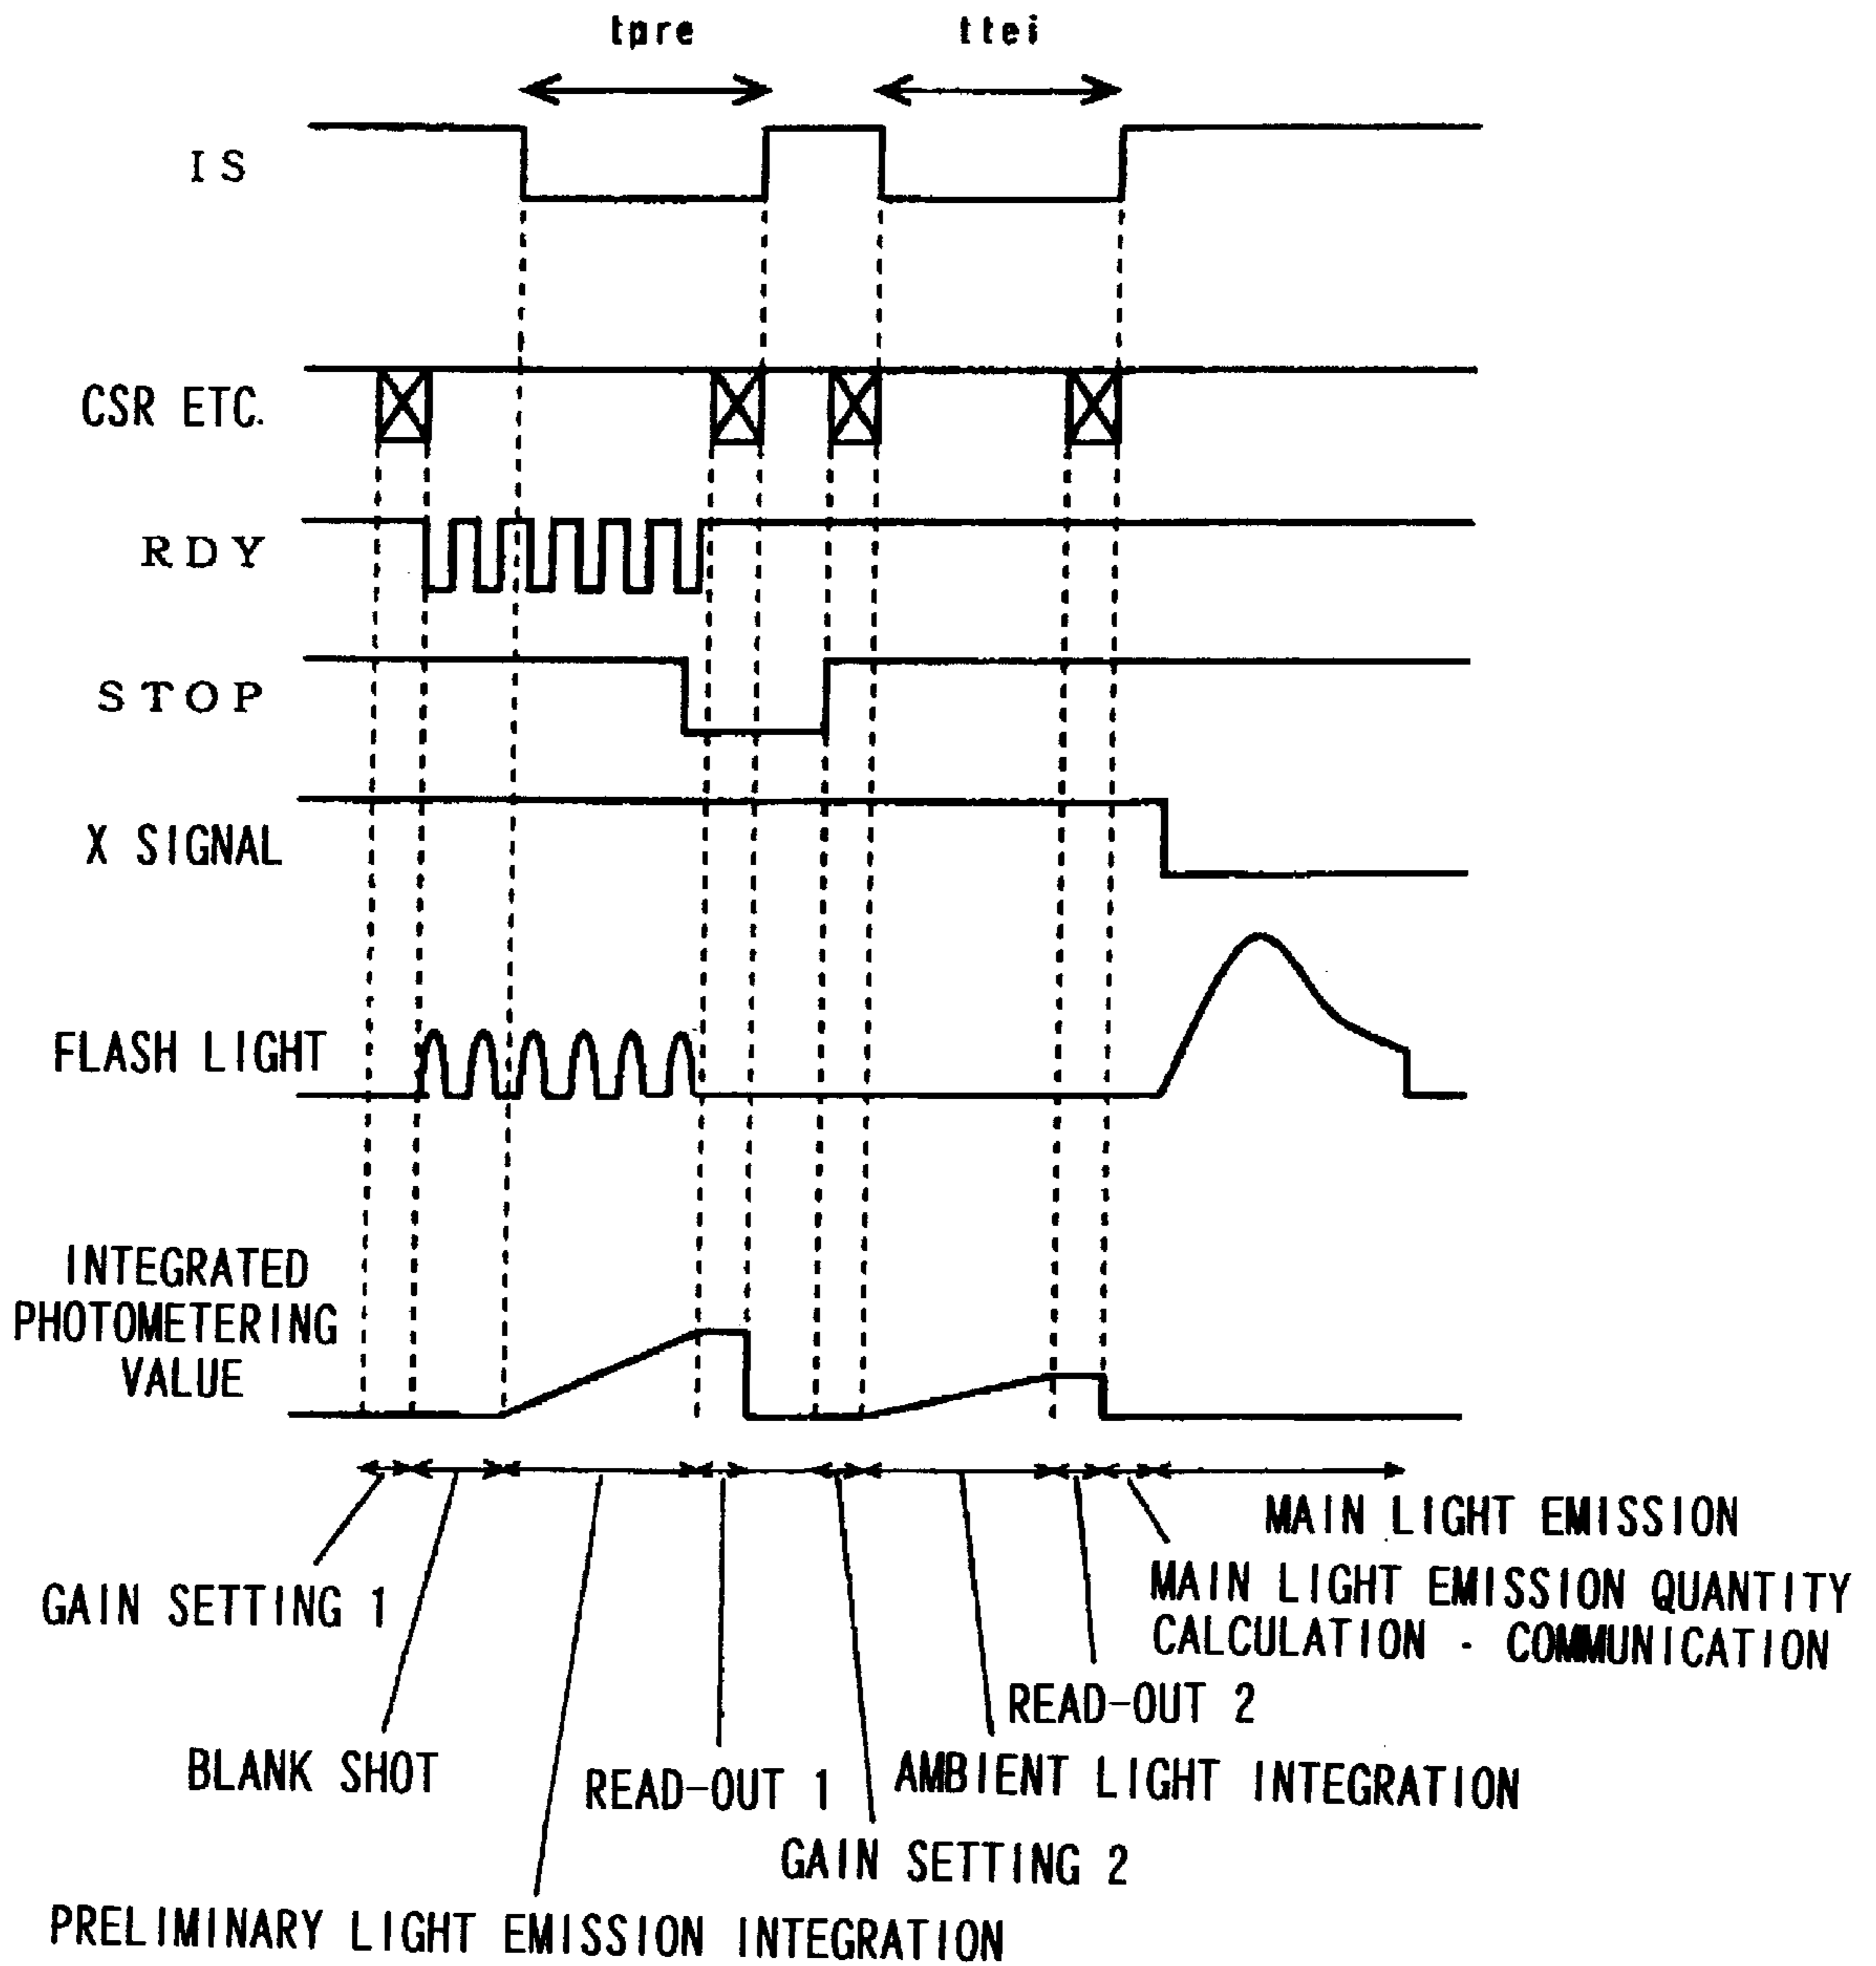 tpre
ttei
IS
CSR ETC.
RDY
STOP
X SIGNAL
FLASH LIGHT
INTEGRATED
PHOTOMETERING
VALUE
MAIN LIGHT EMISSION
MAIN LIGHT EMISSION QUANTITY
CALCULATION - COMMUNICATION
GAIN SETTING 1
READ-OUT 2
BLANK SHOT
READ-OUT 1
AMBIENT LIGHT INTEGRATION
GAIN SETTING 2
PRELIMINARY LIGHT EMISSION INTEGRATION